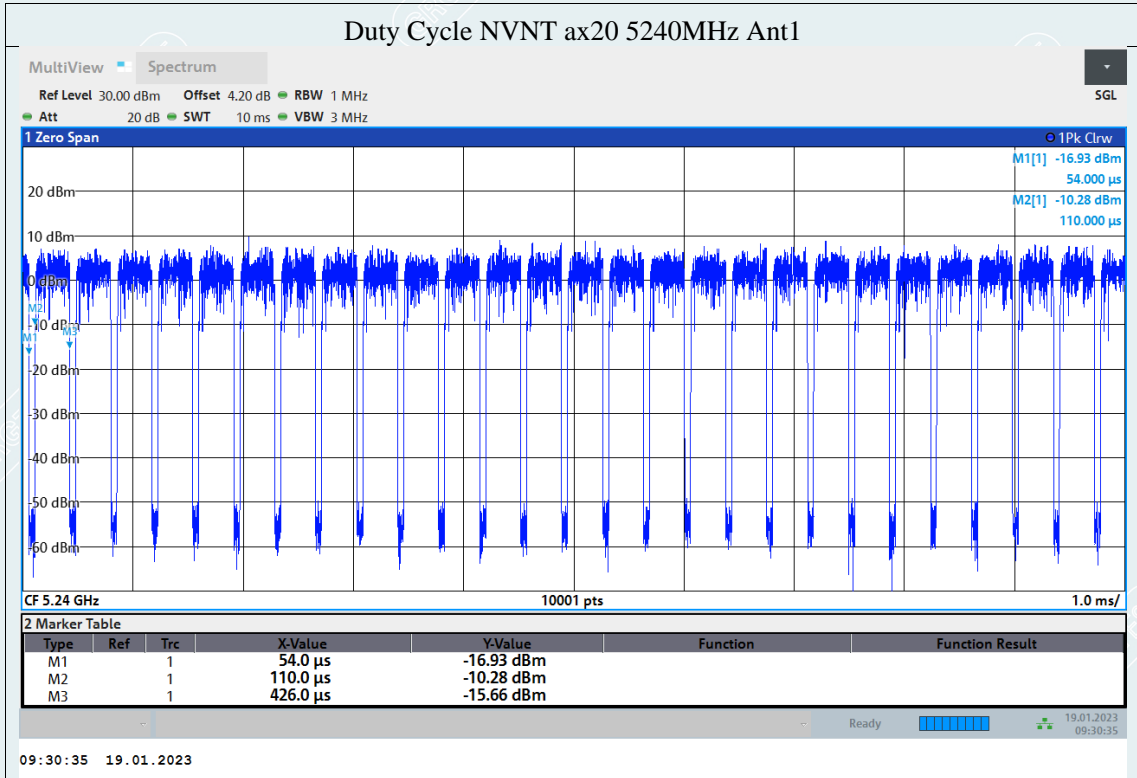 Duty Cycle NVNT ax20 5240MHz Ant1
MultiView Spectrum
Ref Level 30.00 dBm Offset 4.20 dB RBW 1 MHz
SGL
Att 20 dB SWT 10 ms VBW 3 MHz
1 Zero Span
1Pk Clrw
M1[1] -16.93 dBm
54.000 µs
20 dBm
M2[1] -10.28 dBm
110.000 µs
10 dBm
0 dBm
M2
-10 dBm
M3
M1
-20 dBm
-30 dBm
-40 dBm
-50 dBm
-60 dBm
CF 5.24 GHz 10001 pts 1.0 ms/
2 Marker Table
Type Ref Trc X-Value Y-Value Function Function Result
M1 1 54.0 µs -16.93 dBm
M2 1 110.0 µs -10.28 dBm
M3 1 426.0 µs -15.66 dBm
Ready
19.01.2023
09:30:35
09:30:35 19.01.2023